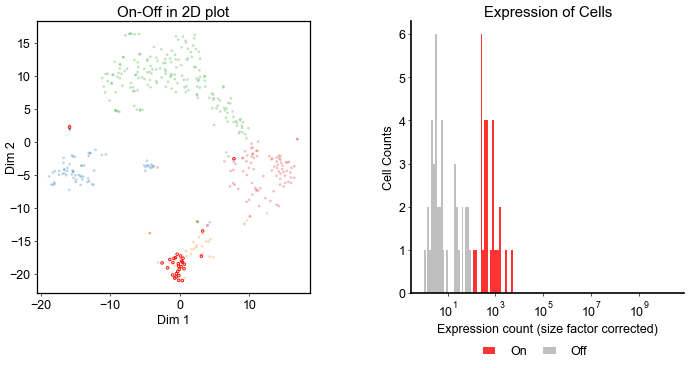 On-Off in 2D plot
Expression of Cells
15
10
5
0
−5
−10
−15
−20
Dim 2
−20 −10 0 10
Dim 1
6
5
4
3
2
1
0
Cell Counts
10^1 10^3 10^5 10^7 10^9
Expression count (size factor corrected)
On Off